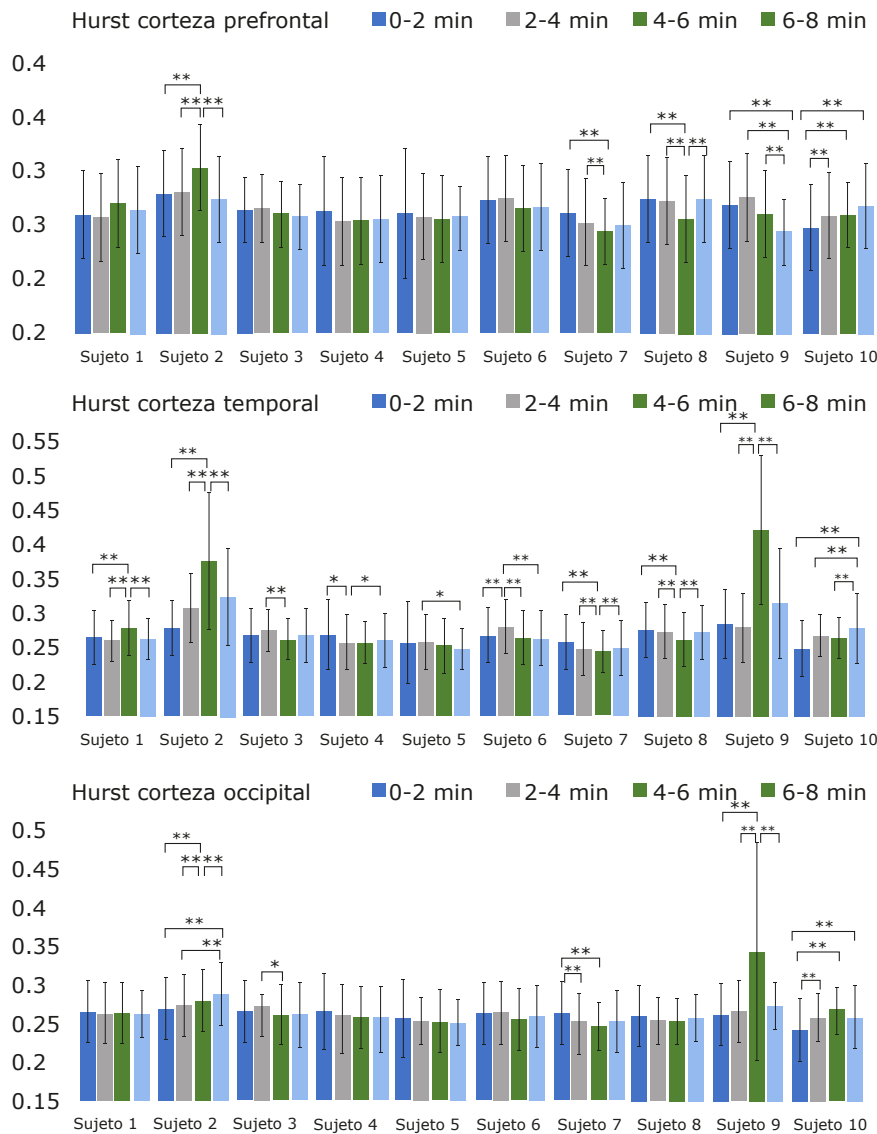 Hurst corteza prefrontal 0-2 min 2-4 min 4-6 min 6-8 min
0.4
0.4
0.3
0.3
0.2
0.2
** ** ** ** ** ** ** ** ** ** ** ** ** ** **
Sujeto 1 Sujeto 2 Sujeto 3 Sujeto 4 Sujeto 5 Sujeto 6 Sujeto 7 Sujeto 8 Sujeto 9 Sujeto 10
Hurst corteza temporal 0-2 min 2-4 min 4-6 min 6-8 min
0.55
0.5
0.45
0.4
0.35
0.3
0.25
0.2
0.15
** ** ** ** ** ** ** * * * ** ** ** ** ** ** ** ** ** ** ** ** ** ** **
Sujeto 1 Sujeto 2 Sujeto 3 Sujeto 4 Sujeto 5 Sujeto 6 Sujeto 7 Sujeto 8 Sujeto 9 Sujeto 10
Hurst corteza occipital 0-2 min 2-4 min 4-6 min 6-8 min
0.5
0.45
0.4
0.35
0.3
0.25
0.2
0.15
** ** ** ** ** * ** ** ** ** ** ** ** **
Sujeto 1 Sujeto 2 Sujeto 3 Sujeto 4 Sujeto 5 Sujeto 6 Sujeto 7 Sujeto 8 Sujeto 9 Sujeto 10